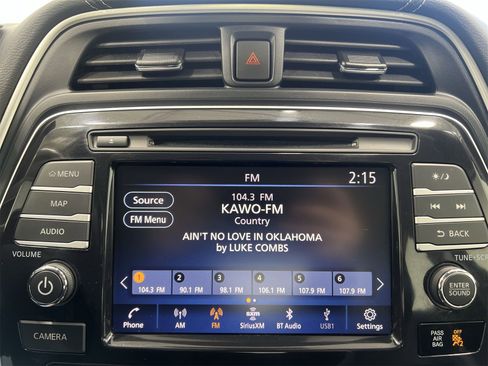 FM 2:15
MENU
MAP
AUDIO
VOLUME
CAMERA
Source
FM Menu
104.3 FM
KAWO-FM
Country
AIN'T NO LOVE IN OKLAHOMA
by LUKE COMBS
1 2 3 4 5 6
104.3 FM 90.1 FM 98.1 FM 106.1 FM 107.9 FM 107.9 FM
Phone AM FM SiriusXM BT Audio USB1 Settings
sxm
BACK
TUNE•SCR
ENTER
SOUND
PASS
AIR
BAG
OFF